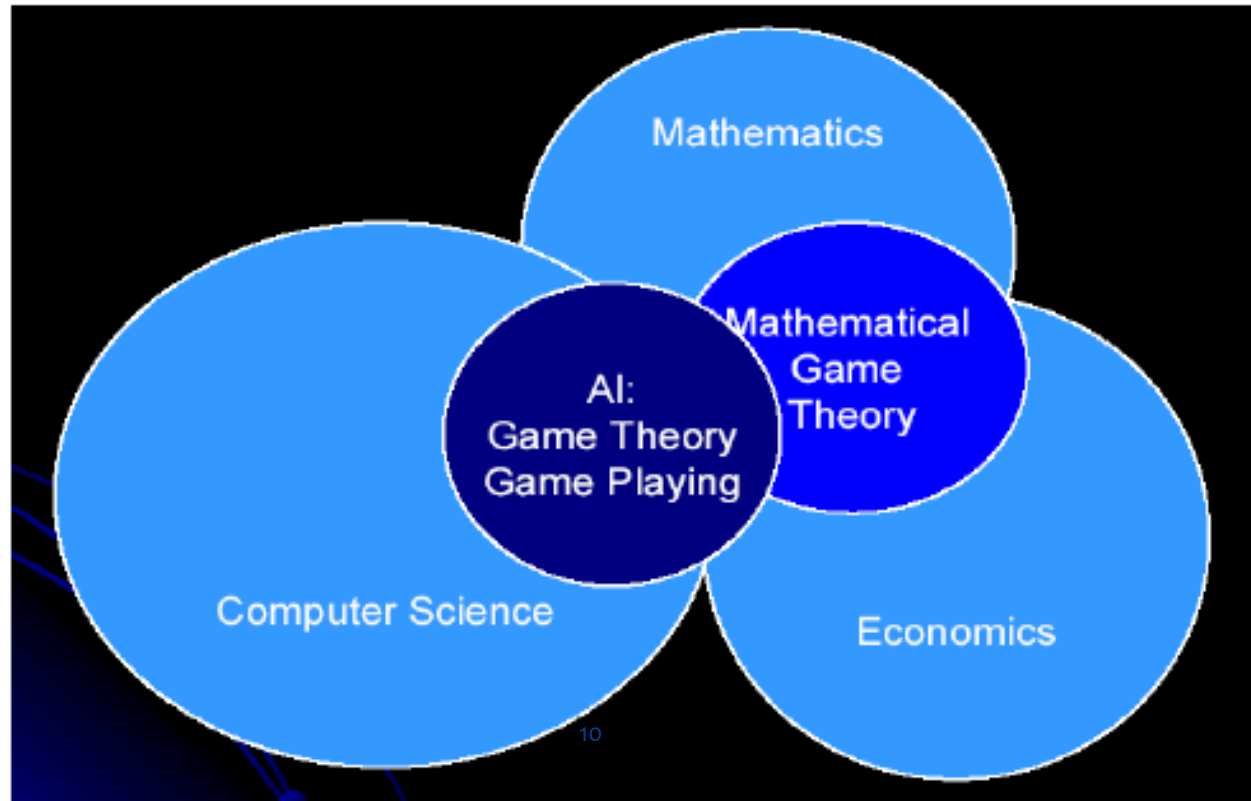 Mathematics
Mathematical
Game
Theory
AI:
Game Theory
Game Playing
Computer Science
Economics
10